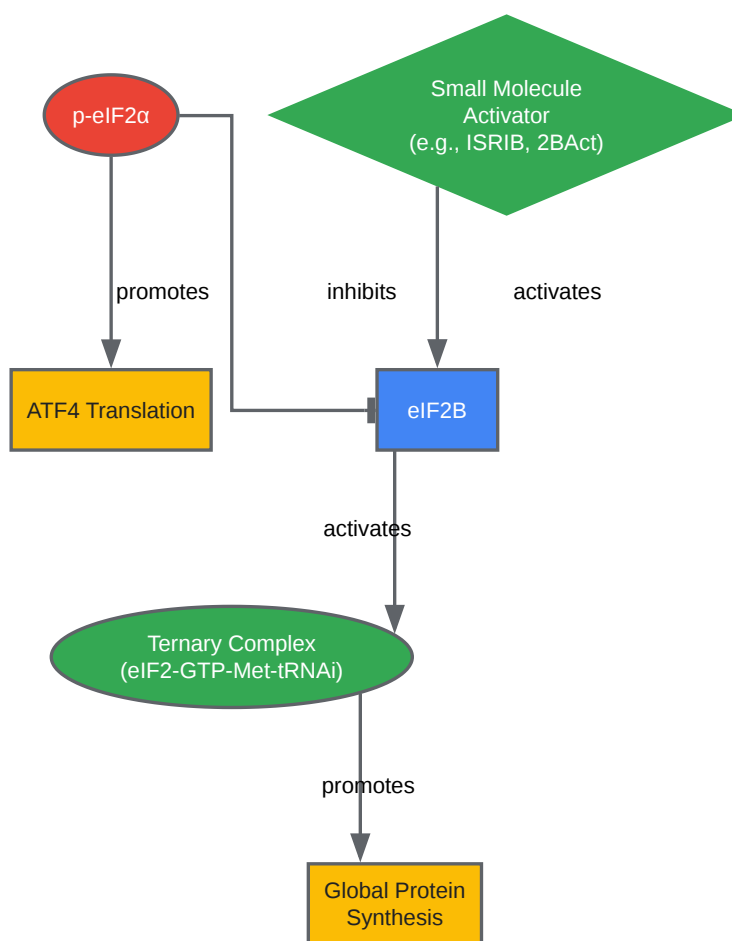 Small Molecule
Activator
(e.g., ISRIB, 2BAct)
p-eIF2α
promotes
inhibits
activates
ATF4 Translation
eIF2B
activates
Ternary Complex
(eIF2-GTP-Met-tRNAi)
promotes
Global Protein
Synthesis